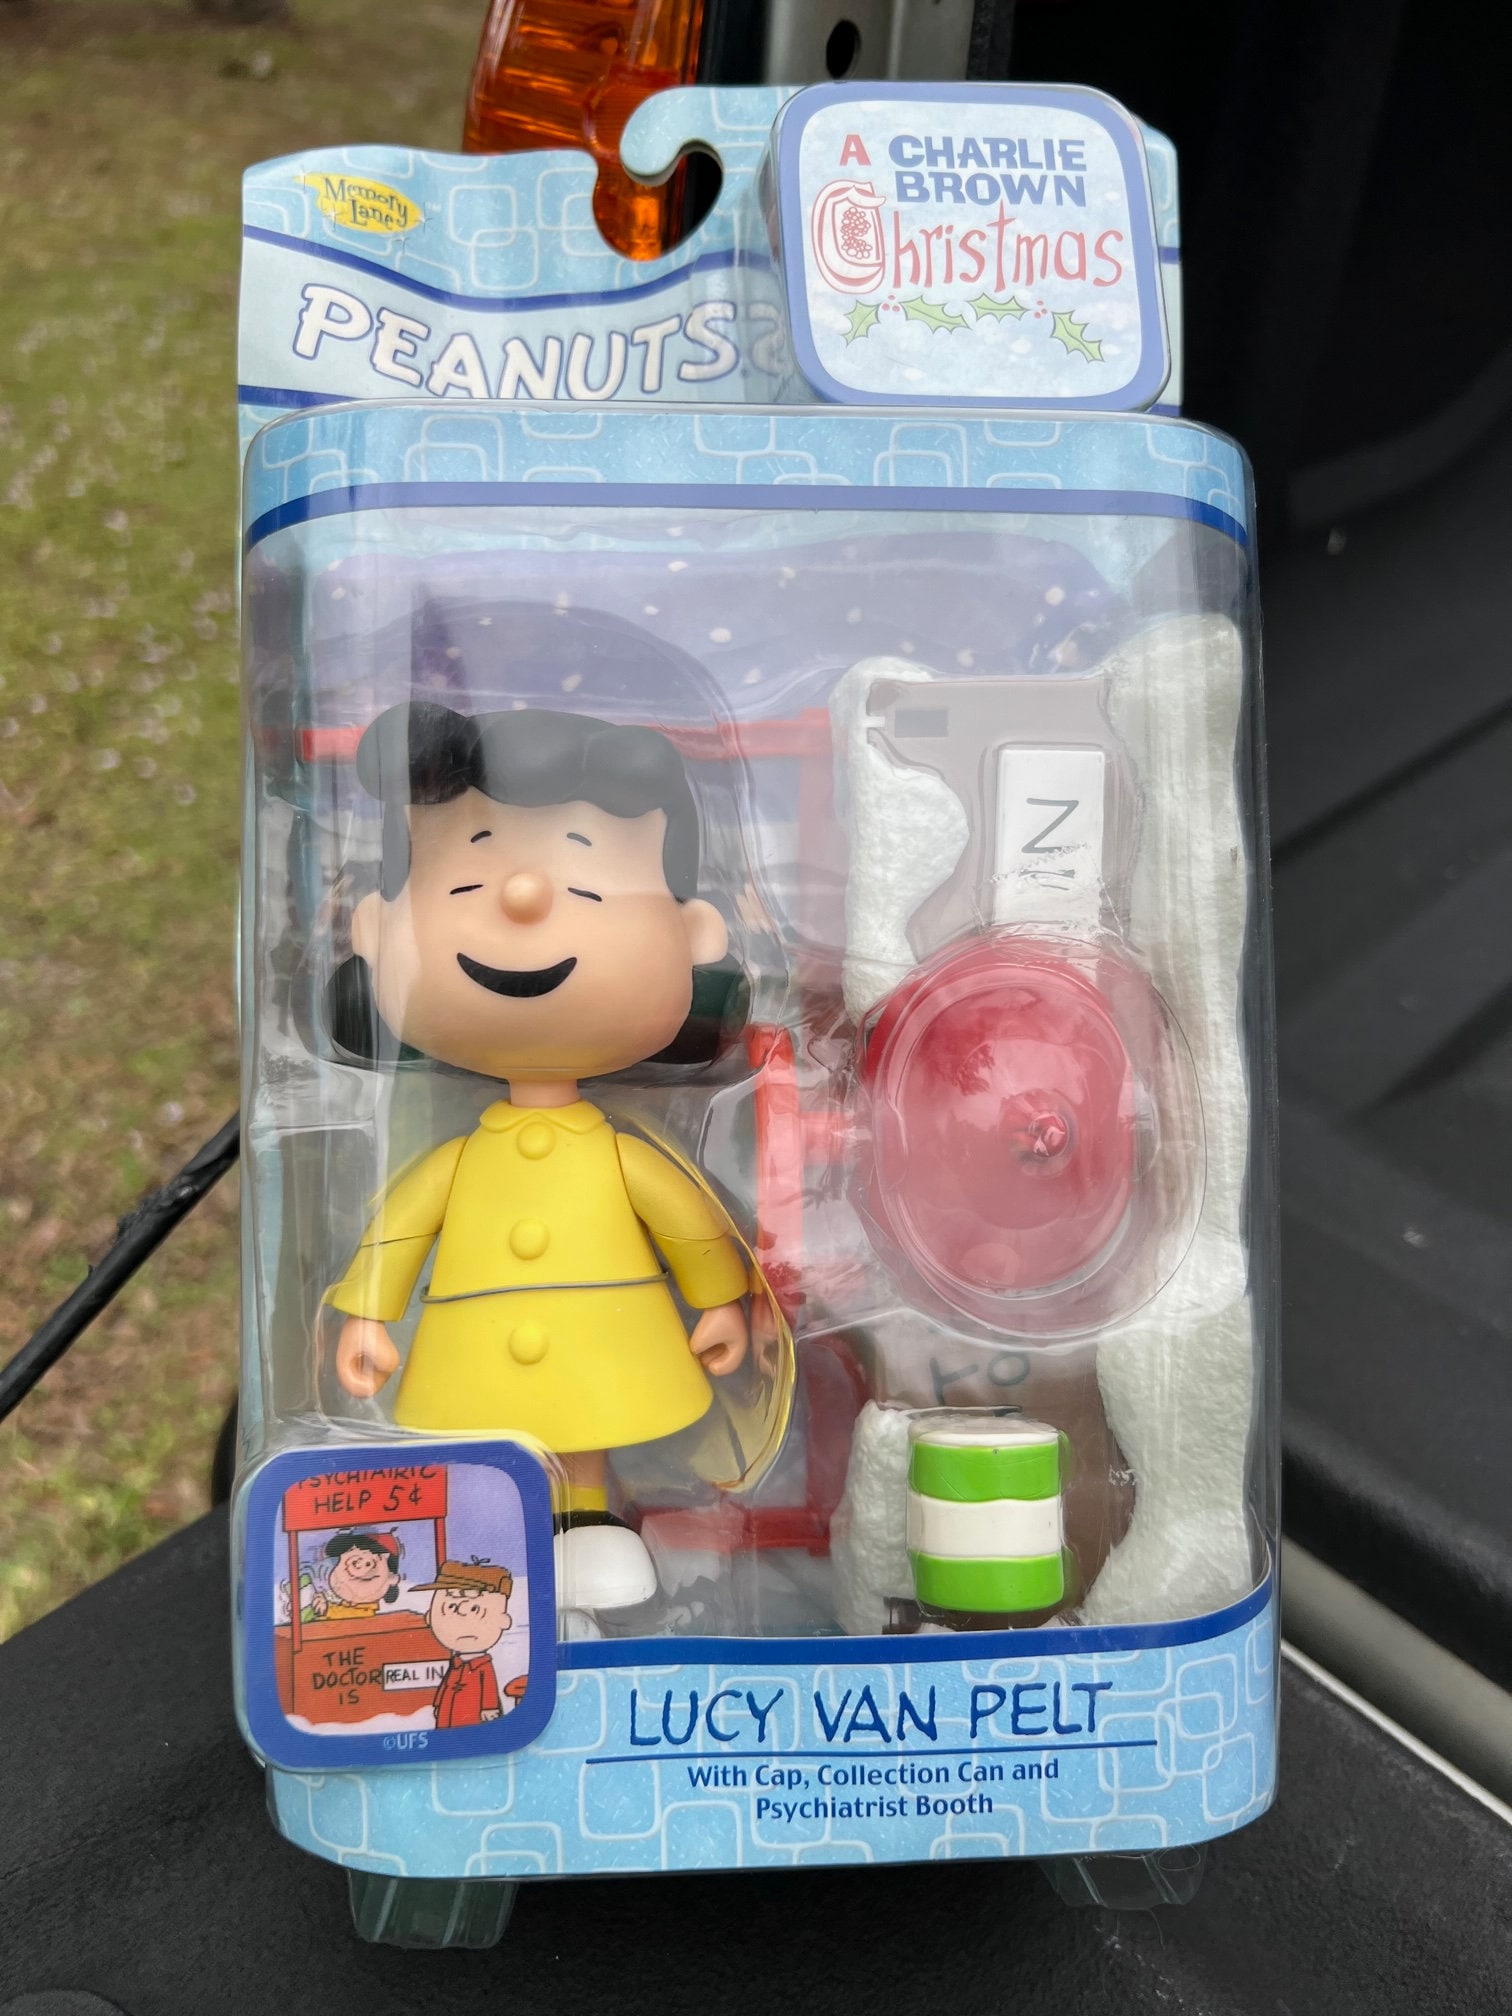 Memory
Lane
PEANUTS
A CHARLIE
BROWN
Christmas
N
TO
PSYCHIATRIC
HELP 5¢
THE
DOCTOR
IS
REAL IN
©UFS
LUCY VAN PELT
With Cap, Collection Can and
Psychiatrist Booth